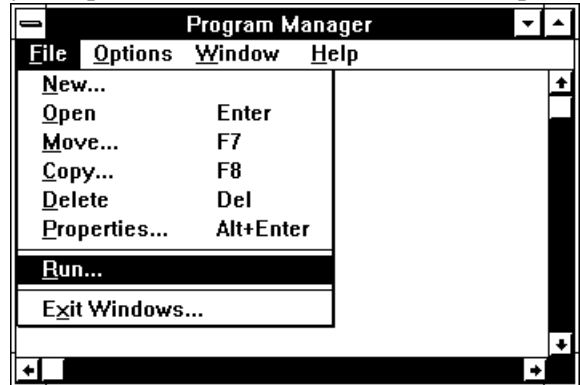 Program Manager
File Options Window Help
New...
Open Enter
Move... F7
Copy... F8
Delete Del
Properties... Alt+Enter
Run...
Exit Windows...